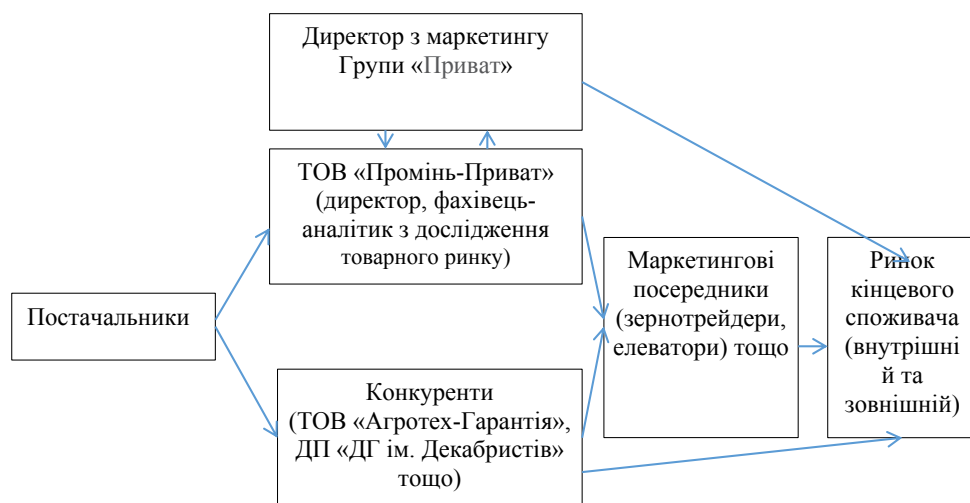 Директор з маркетингу
Групи «Приват»
ТОВ «Промінь-Приват»
(директор, фахівець-
аналітик з дослідження
товарного ринку)
Постачальники
Конкуренти
(ТОВ «Агротех-Гарантія»,
ДП «ДГ ім. Декабристів»
тощо)
Маркетингові
посередники
(зернотрейдери,
елеватори) тощо
Ринок
кінцевого
споживача
(внутрішні
й та
зовнішній)